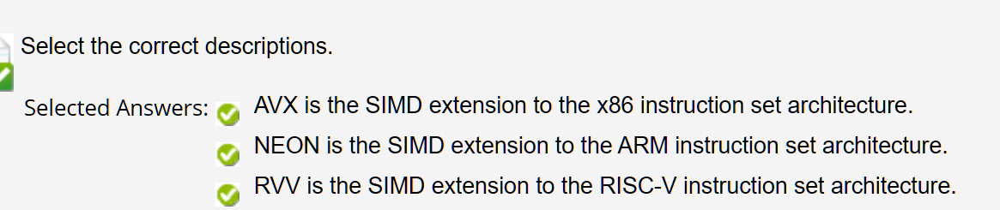 Select the correct descriptions.
Selected Answers: AVX is the SIMD extension to the x86 instruction set architecture.
NEON is the SIMD extension to the ARM instruction set architecture.
RVV is the SIMD extension to the RISC-V instruction set architecture.